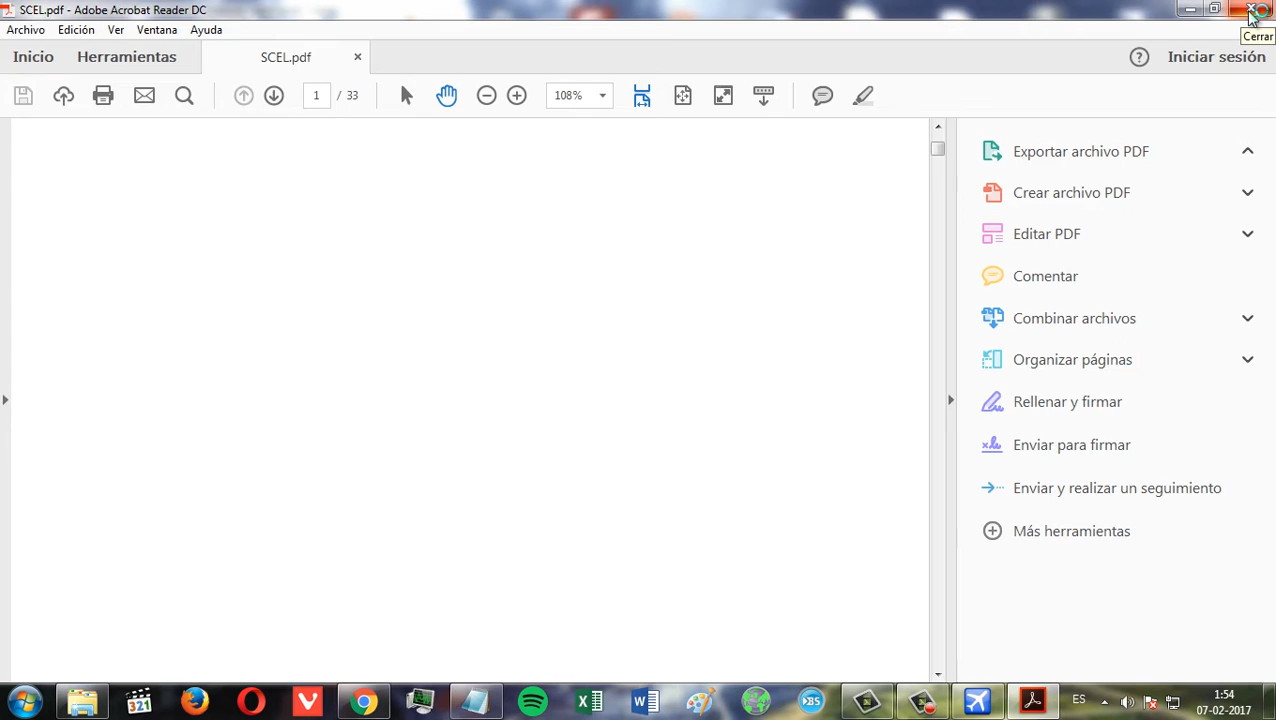 SCEL.pdf - Adobe Acrobat Reader DC
Cerrar
Archivo Edición Ver Ventana Ayuda
Inicio Herramientas SCEL.pdf Iniciar sesión
1 / 33 108%
Exportar archivo PDF
Crear archivo PDF
Editar PDF
Comentar
Combinar archivos
Organizar páginas
Rellenar y firmar
Enviar para firmar
Enviar y realizar un seguimiento
Más herramientas
321 KBS ES 1:54
07-02-2017